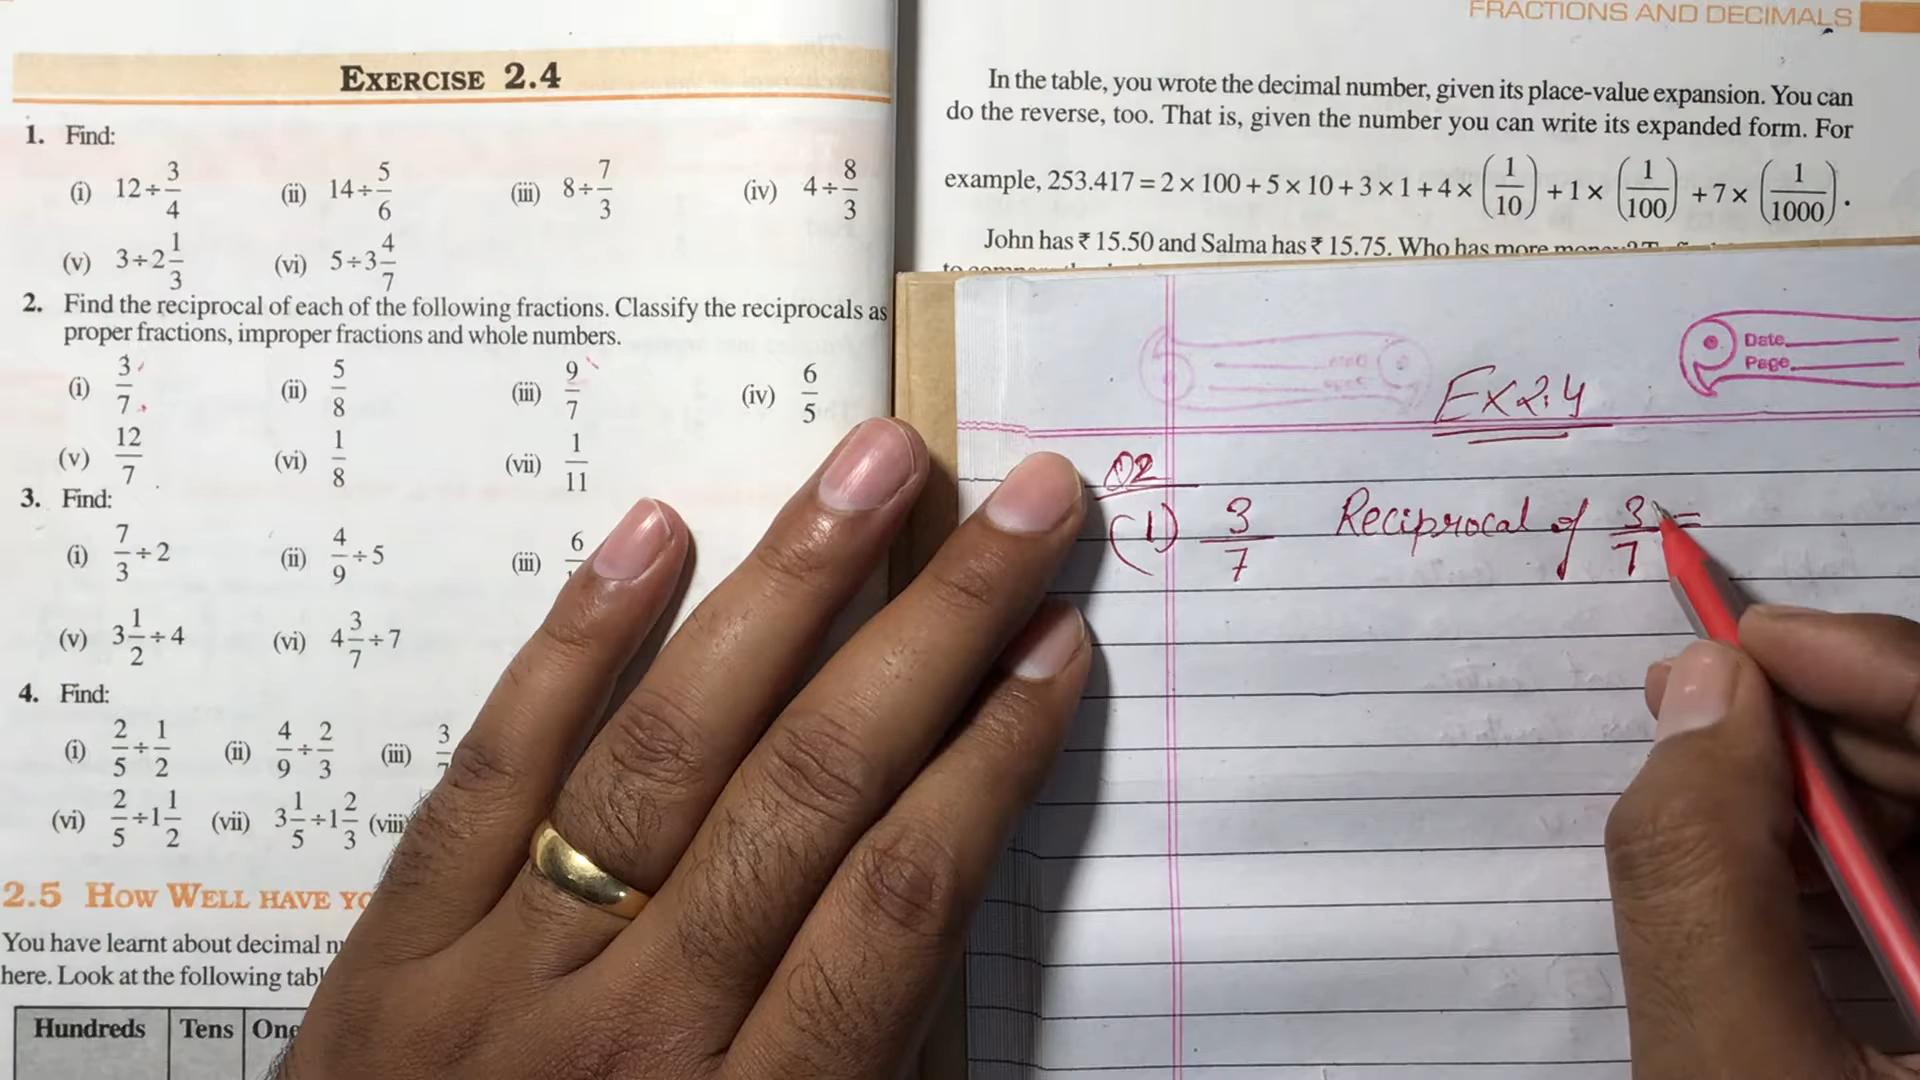 EXERCISE 2.4
1. Find:
(i) 12÷3/4 (ii) 14÷5/6 (iii) 8÷7/3 (iv) 4÷8/3
(v) 3÷2 1/3 (vi) 5÷3 4/7
2. Find the reciprocal of each of the following fractions. Classify the reciprocals as
proper fractions, improper fractions and whole numbers.
(i) 3/7 (ii) 5/8 (iii) 9/7 (iv) 6/5
(v) 12/7 (vi) 1/8 (vii) 1/11
3. Find:
(i) 7/3÷2 (ii) 4/9÷5 (iii) 6
(v) 3 1/2÷4 (vi) 4 3/7÷7
4. Find:
(i) 2/5÷1/2 (ii) 4/9÷2/3 (iii) 3
(vi) 2/5÷1 1/2 (vii) 3 1/5÷1 2/3 (viii)
2.5 HOW WELL HAVE
You have learnt about decimal
here. Look at the following
Hundreds Tens
FRACTIONS AND DECIMALS
In the table, you wrote the decimal number, given its place-value expansion. You can
do the reverse, too. That is, given the number you can write its expanded form. For
example, 253.417 = 2 × 100 + 5 × 10 + 3 × 1 + 4 × (1/10) + 1 × (1/100) + 7 × (1/1000).
John has ₹ 15.50 and Salma has ₹ 15.75. Who has more
Date
Page
EX 2.4
Q2
(1) 3/7 Reciprocal of 3/7 =